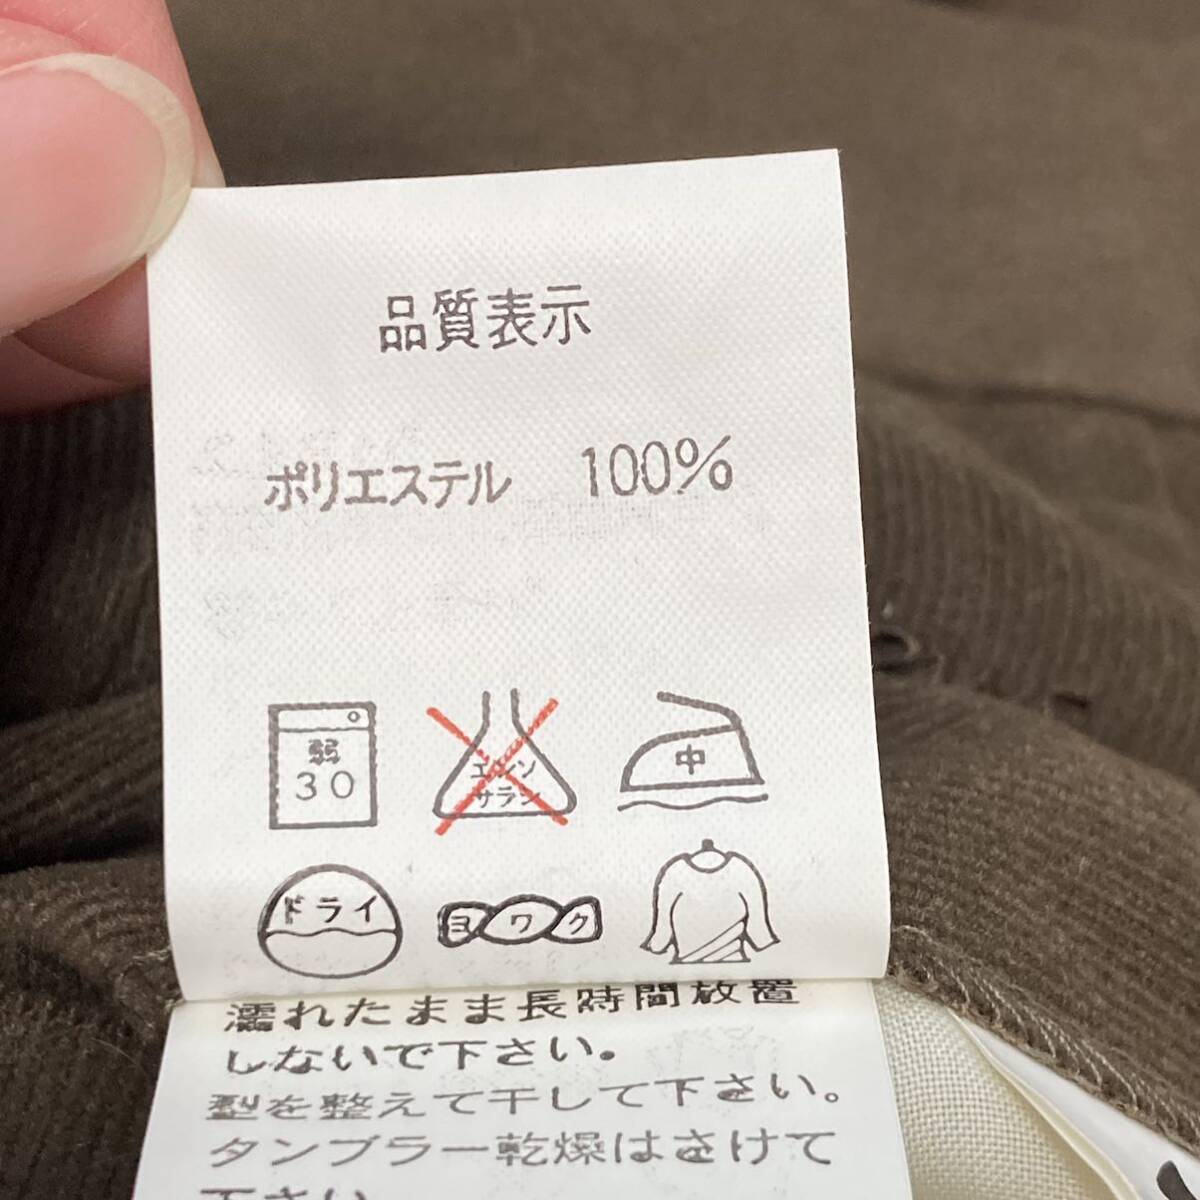 品質表示
ポリエステル 100%
弱
30
エンソ
サラシ
中
ドライ
ヨワク
濡れたまま長時間放置
しないで下さい。
型を整えて干して下さい。
タンブラー乾燥はさけて
下さい